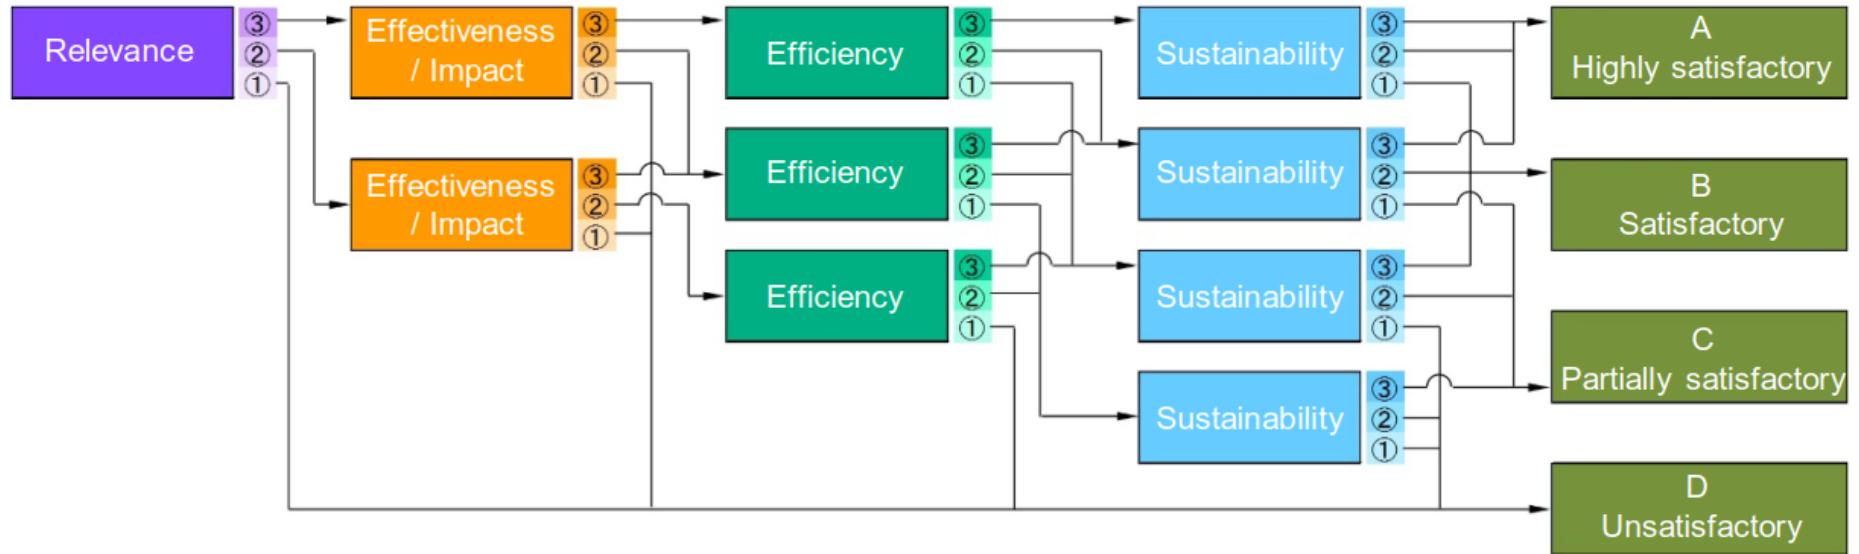 Relevance
③
②
①
Effectiveness
/ Impact
③
②
①
Effectiveness
/ Impact
③
②
①
Efficiency
③
②
①
Efficiency
③
②
①
Efficiency
③
②
①
Sustainability
③
②
①
Sustainability
③
②
①
Sustainability
③
②
①
Sustainability
③
②
①
A
Highly satisfactory
B
Satisfactory
C
Partially satisfactory
D
Unsatisfactory